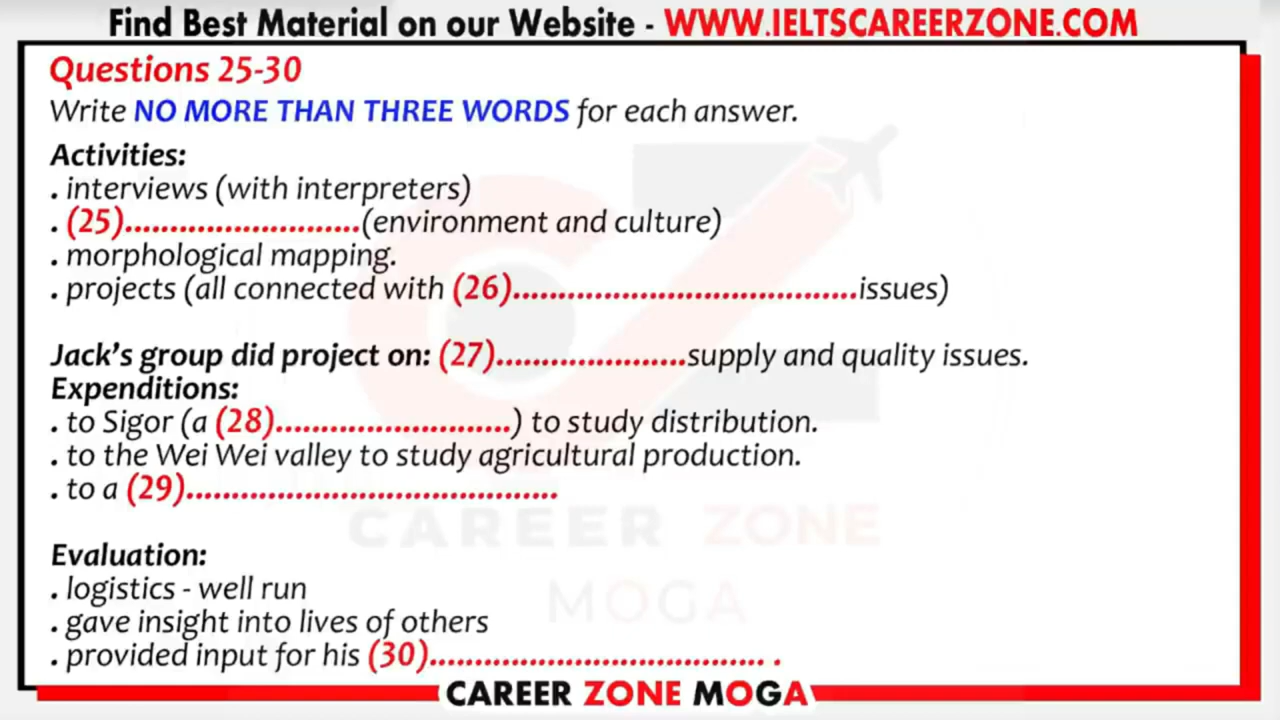 Find Best Material on our Website - WWW.IELTSCAREERZONE.COM
Questions 25-30
Write NO MORE THAN THREE WORDS for each answer.
Activities:
. interviews (with interpreters)
. (25)..........................(environment and culture)
. morphological mapping.
. projects (all connected with (26)......................................issues)
Jack's group did project on: (27).....................supply and quality issues.
Expenditions:
. to Sigor (a (28)..........................) to study distribution.
. to the Wei Wei valley to study agricultural production.
. to a (29).........................................
CAREER ZONE
Evaluation:
. logistics - well run
MOGA
. gave insight into lives of others
. provided input for his (30)..................................... .
CAREER ZONE MOGA